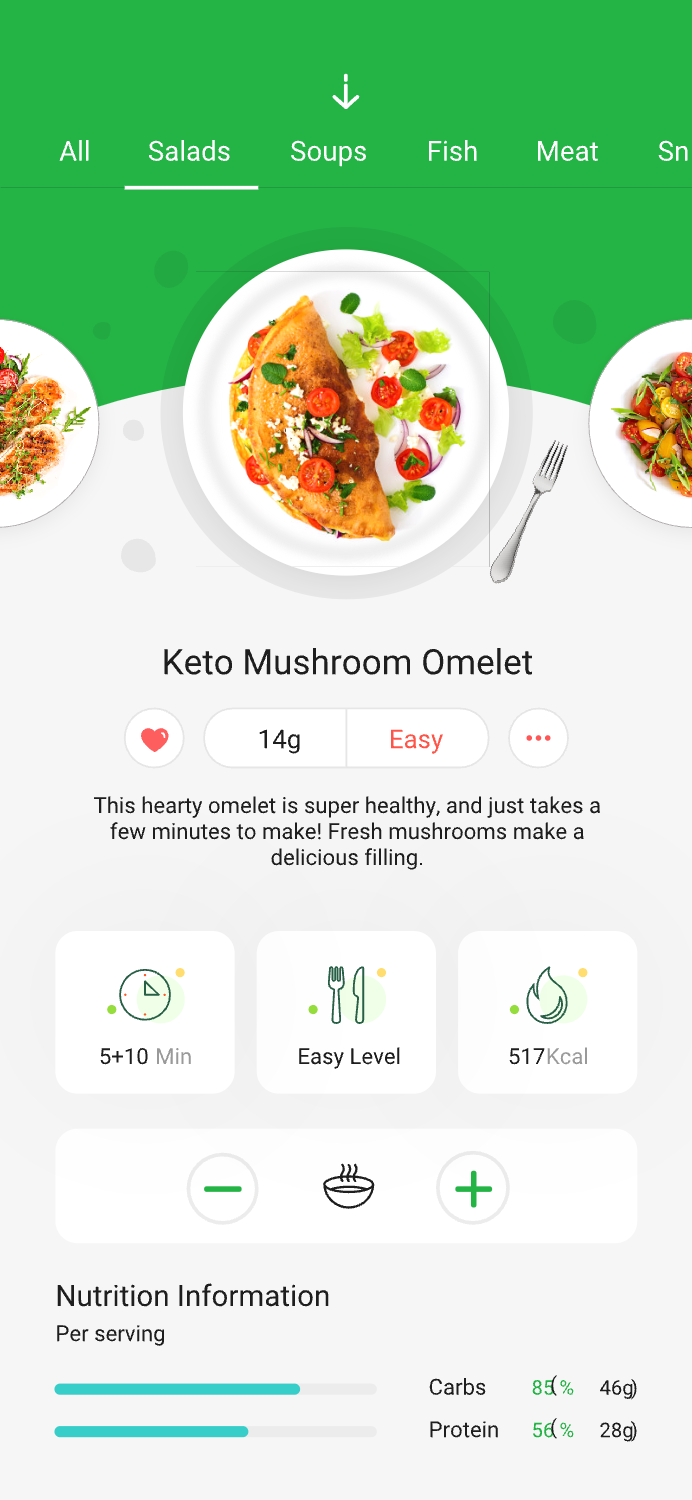 All Salads Soups Fish Meat Sn
Keto Mushroom Omelet
14g Easy
This hearty omelet is super healthy, and just takes a
few minutes to make! Fresh mushrooms make a
delicious filling.
5+10 Min Easy Level 517Kcal
Nutrition Information
Per serving
Carbs 85(% 46g)
Protein 56(% 28g)